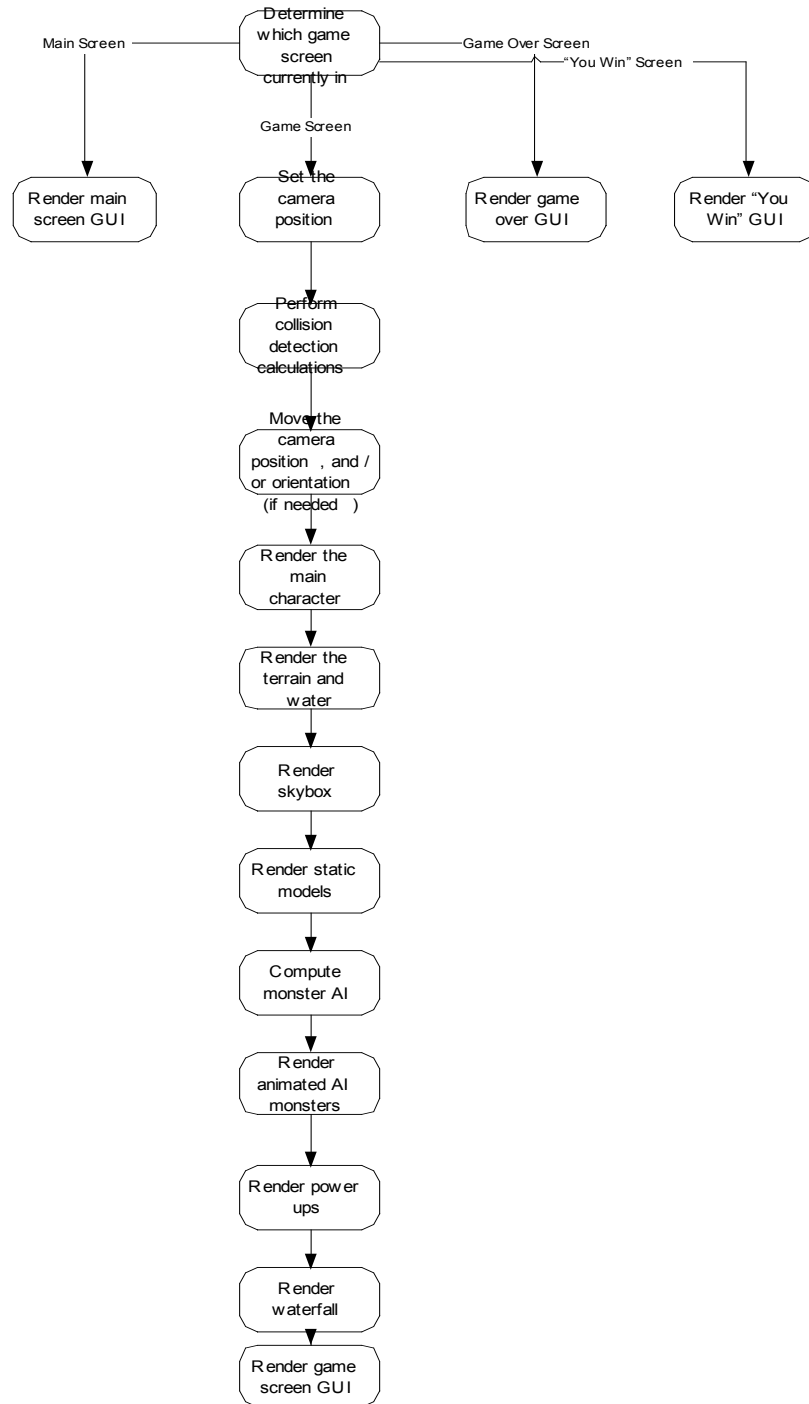 Determine
which game
screen
currently in
Main Screen
Game Over Screen
“You Win” Screen
Game Screen
Render main
screen GUI
Set the
camera
position
Render game
over GUI
Render “You
Win” GUI
Perform
collision
detection
calculations
Move the
camera
position , and /
or orientation
(if needed )
Render the
main
character
Render the
terrain and
water
Render
skybox
Render static
models
Compute
monster AI
Render
animated AI
monsters
Render power
ups
Render
waterfall
Render game
screen GUI